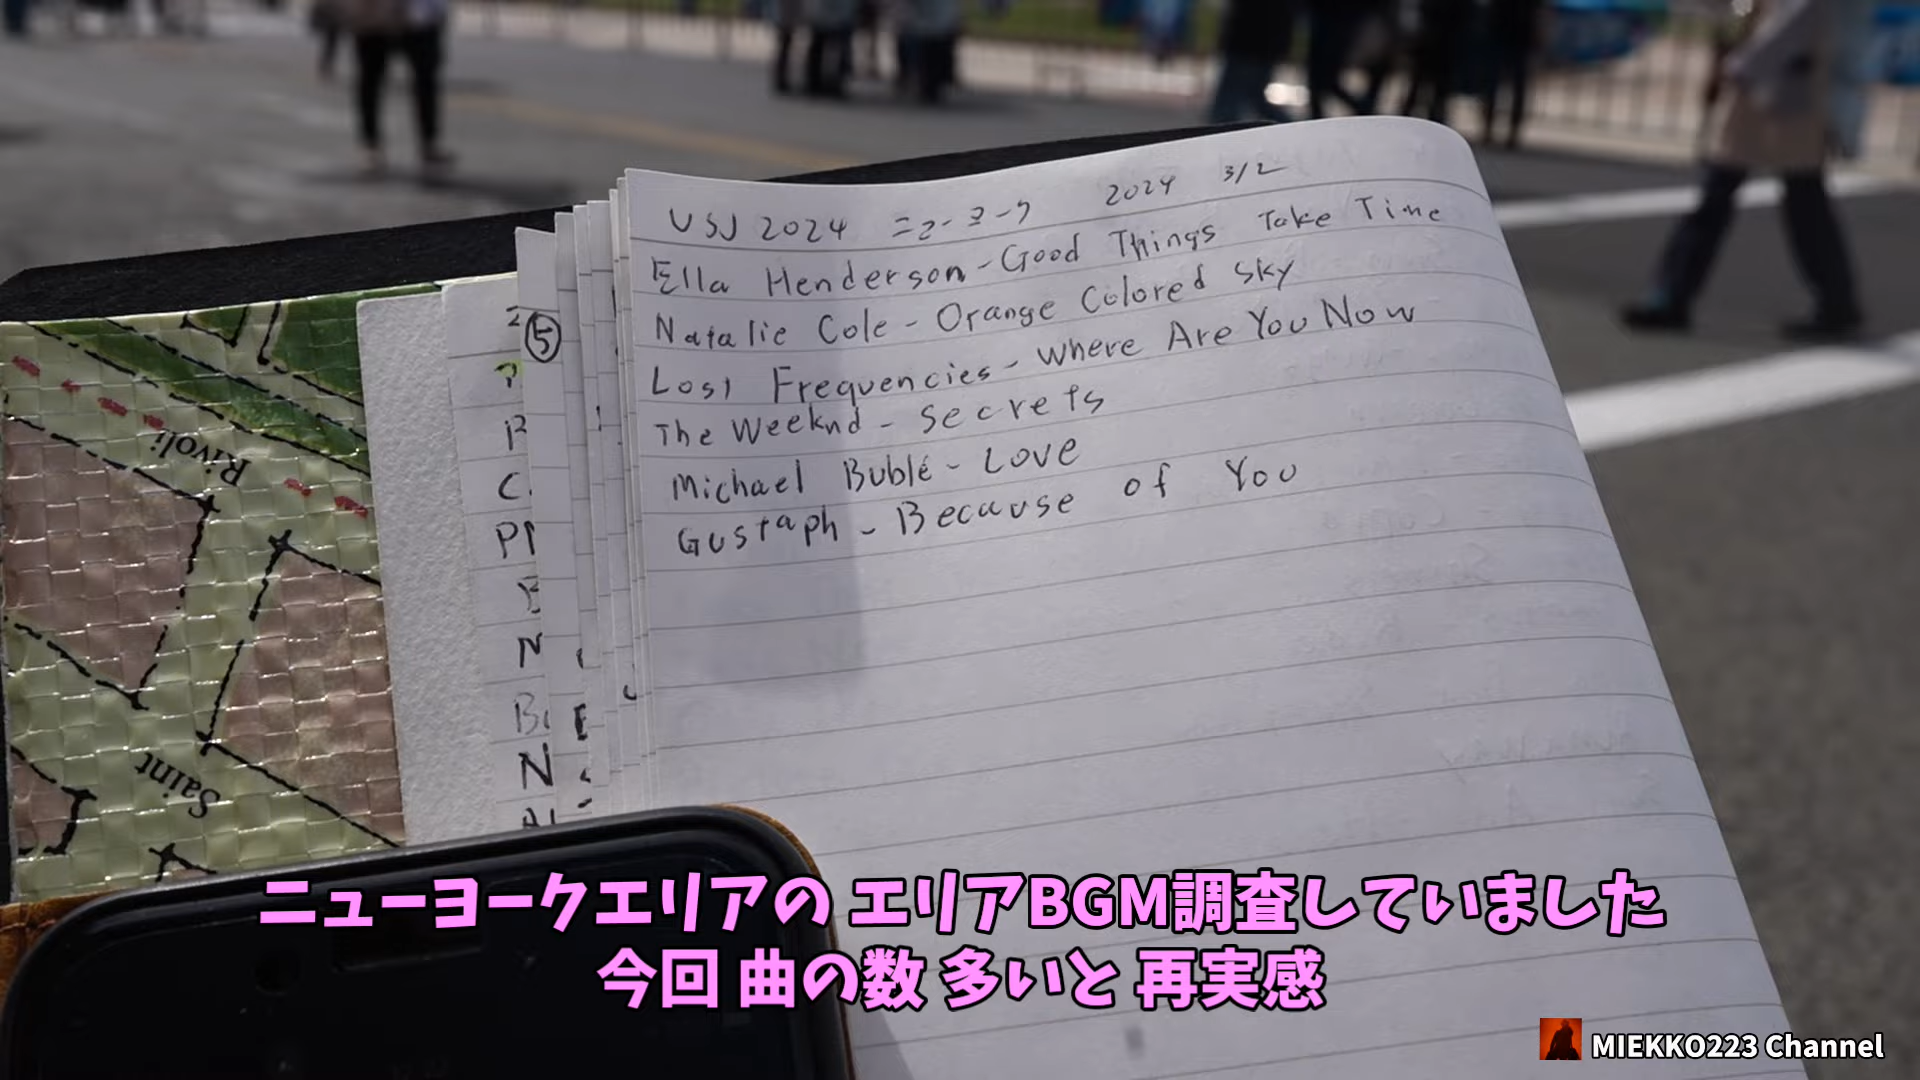 USJ 2024 ニューヨーク 2024 3/2
Ella Henderson - Good Things Take Time
Natalie Cole - Orange Colored Sky
Lost Frequencies - Where Are You Now
The Weeknd - Secrets
Michael Bublé - Love
Gustaph - Because of You
⑤
Rivoli
Saint
ニューヨークエリアの エリアBGM調査していました
今回 曲の数 多いと 再実感
MIEKKO223 Channel